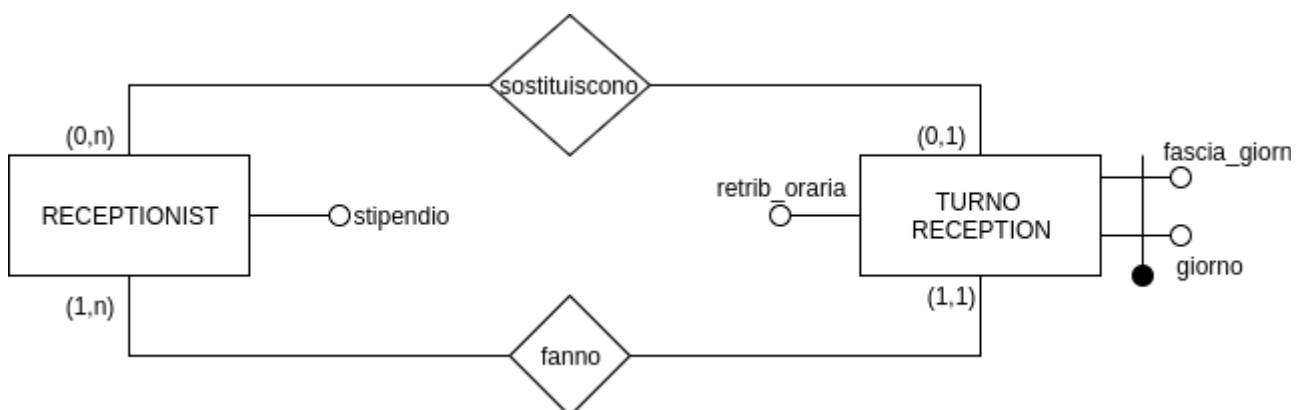 sostituiscono
(0,n)
(0,1)
fascia_giorn
retrib_oraria
RECEPTIONIST
stipendio
TURNO
RECEPTION
giorno
(1,n)
(1,1)
fanno